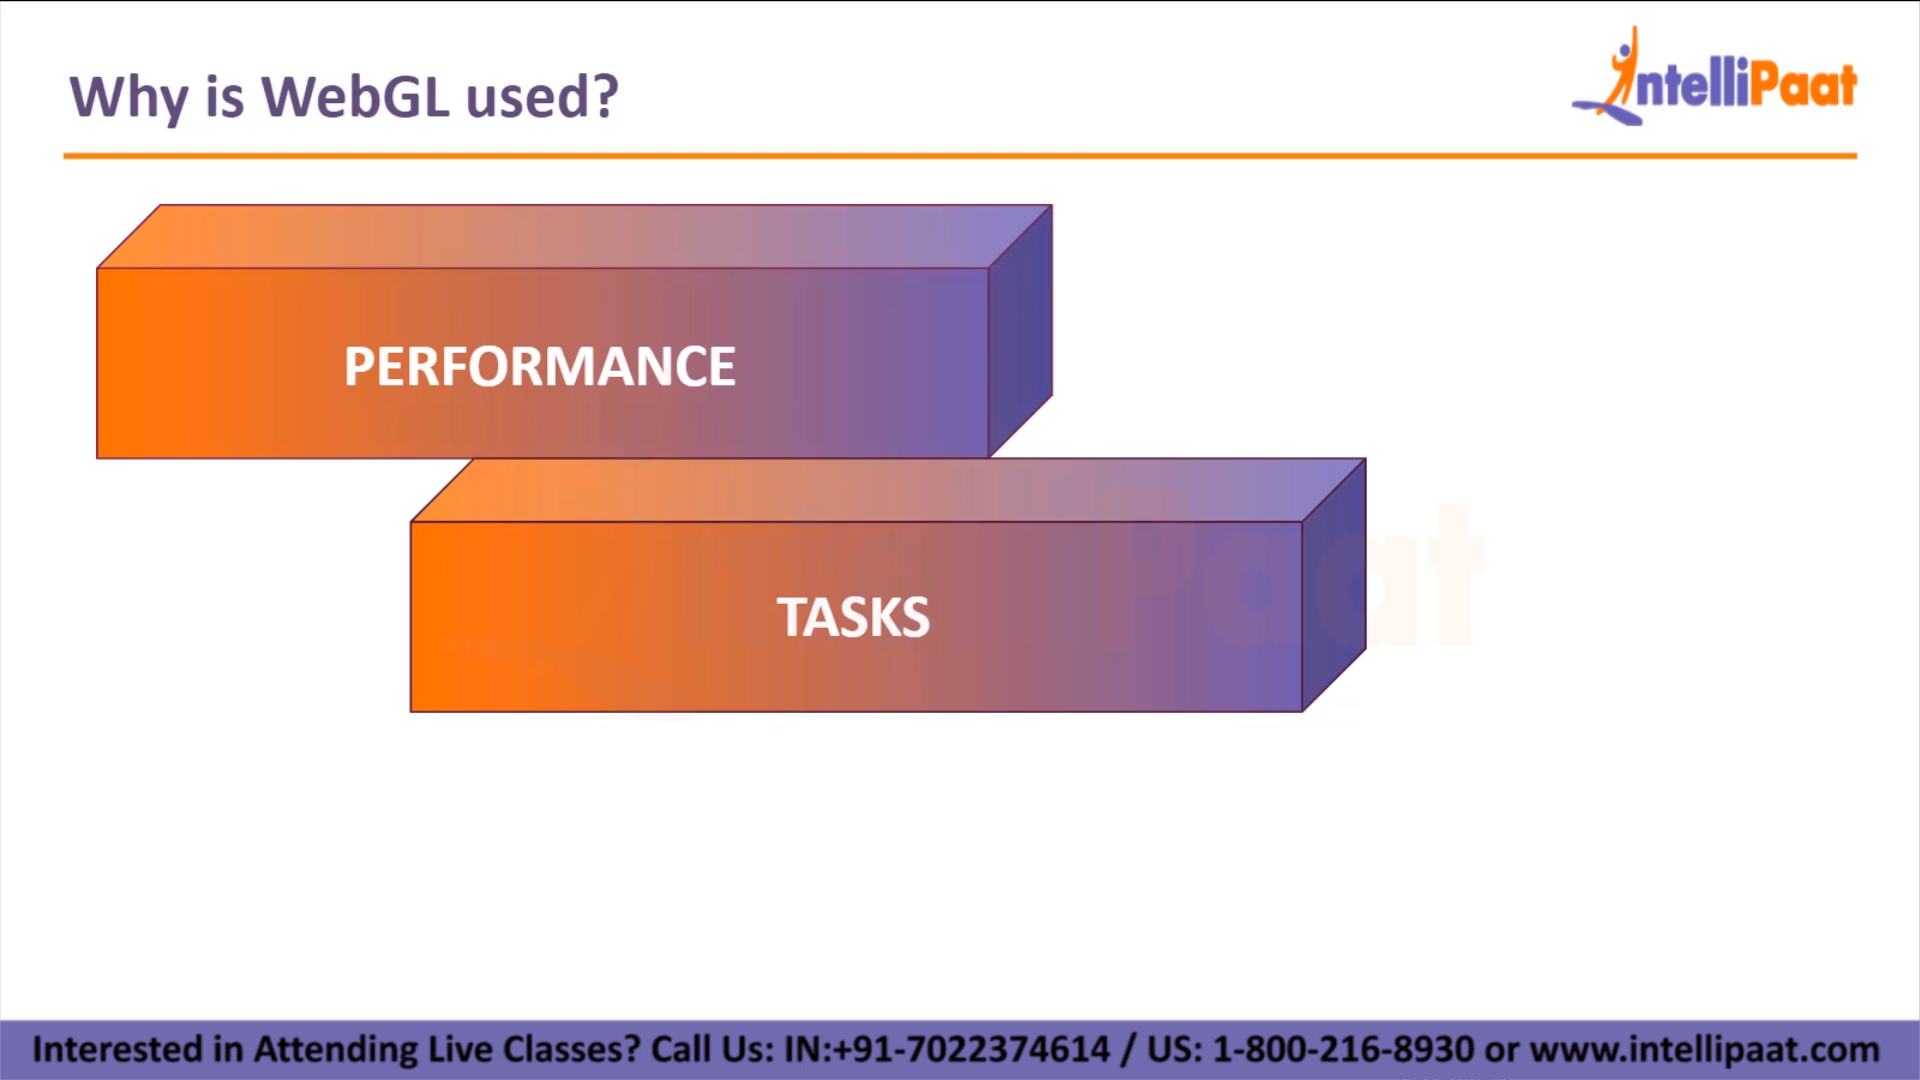 Why is WebGL used?
IntelliPaat
PERFORMANCE
TASKS
Interested in Attending Live Classes? Call Us: IN:+91-7022374614 / US: 1-800-216-8930 or www.intellipaat.com